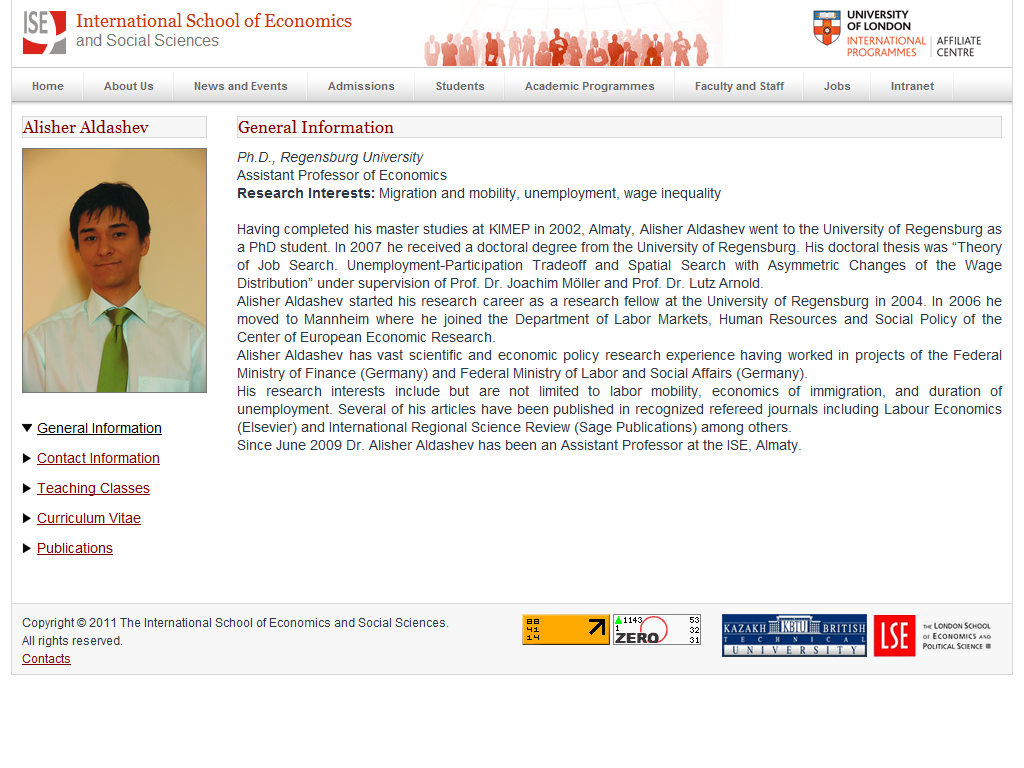 ISE International School of Economics
and Social Sciences
UNIVERSITY
OF LONDON
INTERNATIONAL
PROGRAMMES
AFFILIATE
CENTRE
Home About Us News and Events Admissions Students Academic Programmes Faculty and Staff Jobs Intranet
Alisher Aldashev
General Information
Ph.D., Regensburg University
Assistant Professor of Economics
Research Interests: Migration and mobility, unemployment, wage inequality
Having completed his master studies at KIMEP in 2002, Almaty, Alisher Aldashev went to the University of Regensburg as
a PhD student. In 2007 he received a doctoral degree from the University of Regensburg. His doctoral thesis was “Theory
of Job Search. Unemployment-Participation Tradeoff and Spatial Search with Asymmetric Changes of the Wage
Distribution” under supervision of Prof. Dr. Joachim Möller and Prof. Dr. Lutz Arnold.
Alisher Aldashev started his research career as a research fellow at the University of Regensburg in 2004. In 2006 he
moved to Mannheim where he joined the Department of Labor Markets, Human Resources and Social Policy of the
Center of European Economic Research.
Alisher Aldashev has vast scientific and economic policy research experience having worked in projects of the Federal
Ministry of Finance (Germany) and Federal Ministry of Labor and Social Affairs (Germany).
His research interests include but are not limited to labor mobility, economics of immigration, and duration of
unemployment. Several of his articles have been published in recognized refereed journals including Labour Economics
(Elsevier) and International Regional Science Review (Sage Publications) among others.
Since June 2009 Dr. Alisher Aldashev has been an Assistant Professor at the ISE, Almaty.
General Information
Contact Information
Teaching Classes
Curriculum Vitae
Publications
Copyright © 2011 The International School of Economics and Social Sciences.
All rights reserved.
Contacts
88
41
14
1143 53
1 32
ZERO 31
KAZAKH KBTU BRITISH
TECHNICAL
UNIVERSITY
LSE
THE LONDON SCHOOL
OF ECONOMICS AND
POLITICAL SCIENCE